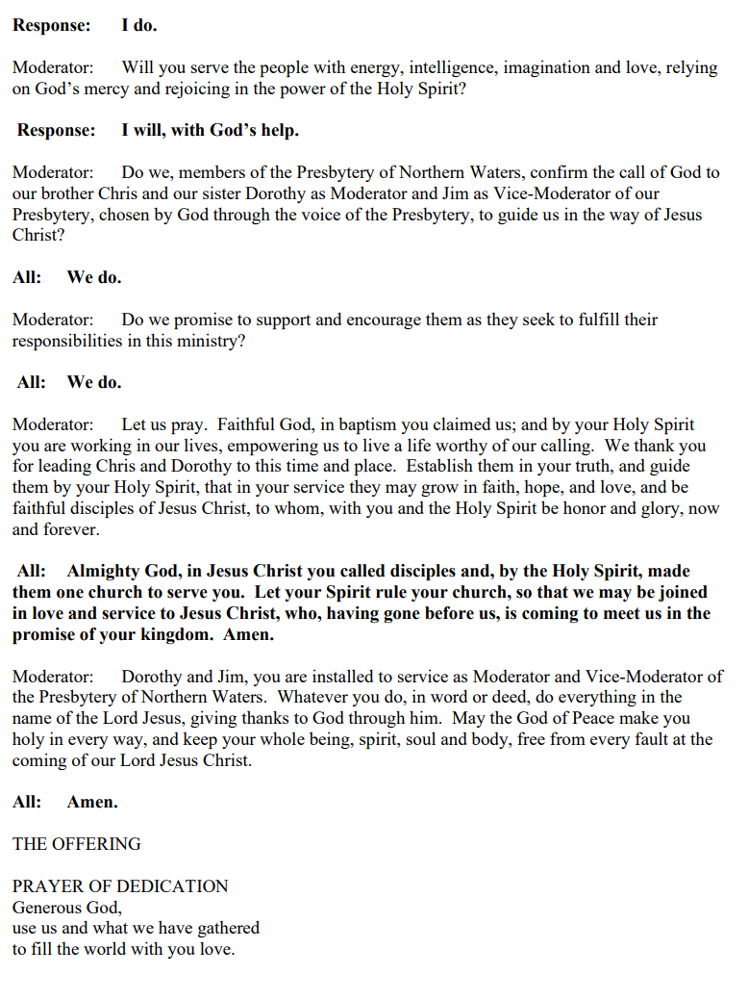 Response: I do.
Moderator: Will you serve the people with energy, intelligence, imagination and love, relying
on God’s mercy and rejoicing in the power of the Holy Spirit?
Response: I will, with God’s help.
Moderator: Do we, members of the Presbytery of Northern Waters, confirm the call of God to
our brother Chris and our sister Dorothy as Moderator and Jim as Vice-Moderator of our
Presbytery, chosen by God through the voice of the Presbytery, to guide us in the way of Jesus
Christ?
All: We do.
Moderator: Do we promise to support and encourage them as they seek to fulfill their
responsibilities in this ministry?
All: We do.
Moderator: Let us pray. Faithful God, in baptism you claimed us; and by your Holy Spirit
you are working in our lives, empowering us to live a life worthy of our calling. We thank you
for leading Chris and Dorothy to this time and place. Establish them in your truth, and guide
them by your Holy Spirit, that in your service they may grow in faith, hope, and love, and be
faithful disciples of Jesus Christ, to whom, with you and the Holy Spirit be honor and glory, now
and forever.
All: Almighty God, in Jesus Christ you called disciples and, by the Holy Spirit, made
them one church to serve you. Let your Spirit rule your church, so that we may be joined
in love and service to Jesus Christ, who, having gone before us, is coming to meet us in the
promise of your kingdom. Amen.
Moderator: Dorothy and Jim, you are installed to service as Moderator and Vice-Moderator of
the Presbytery of Northern Waters. Whatever you do, in word or deed, do everything in the
name of the Lord Jesus, giving thanks to God through him. May the God of Peace make you
holy in every way, and keep your whole being, spirit, soul and body, free from every fault at the
coming of our Lord Jesus Christ.
All: Amen.
THE OFFERING
PRAYER OF DEDICATION
Generous God,
use us and what we have gathered
to fill the world with you love.